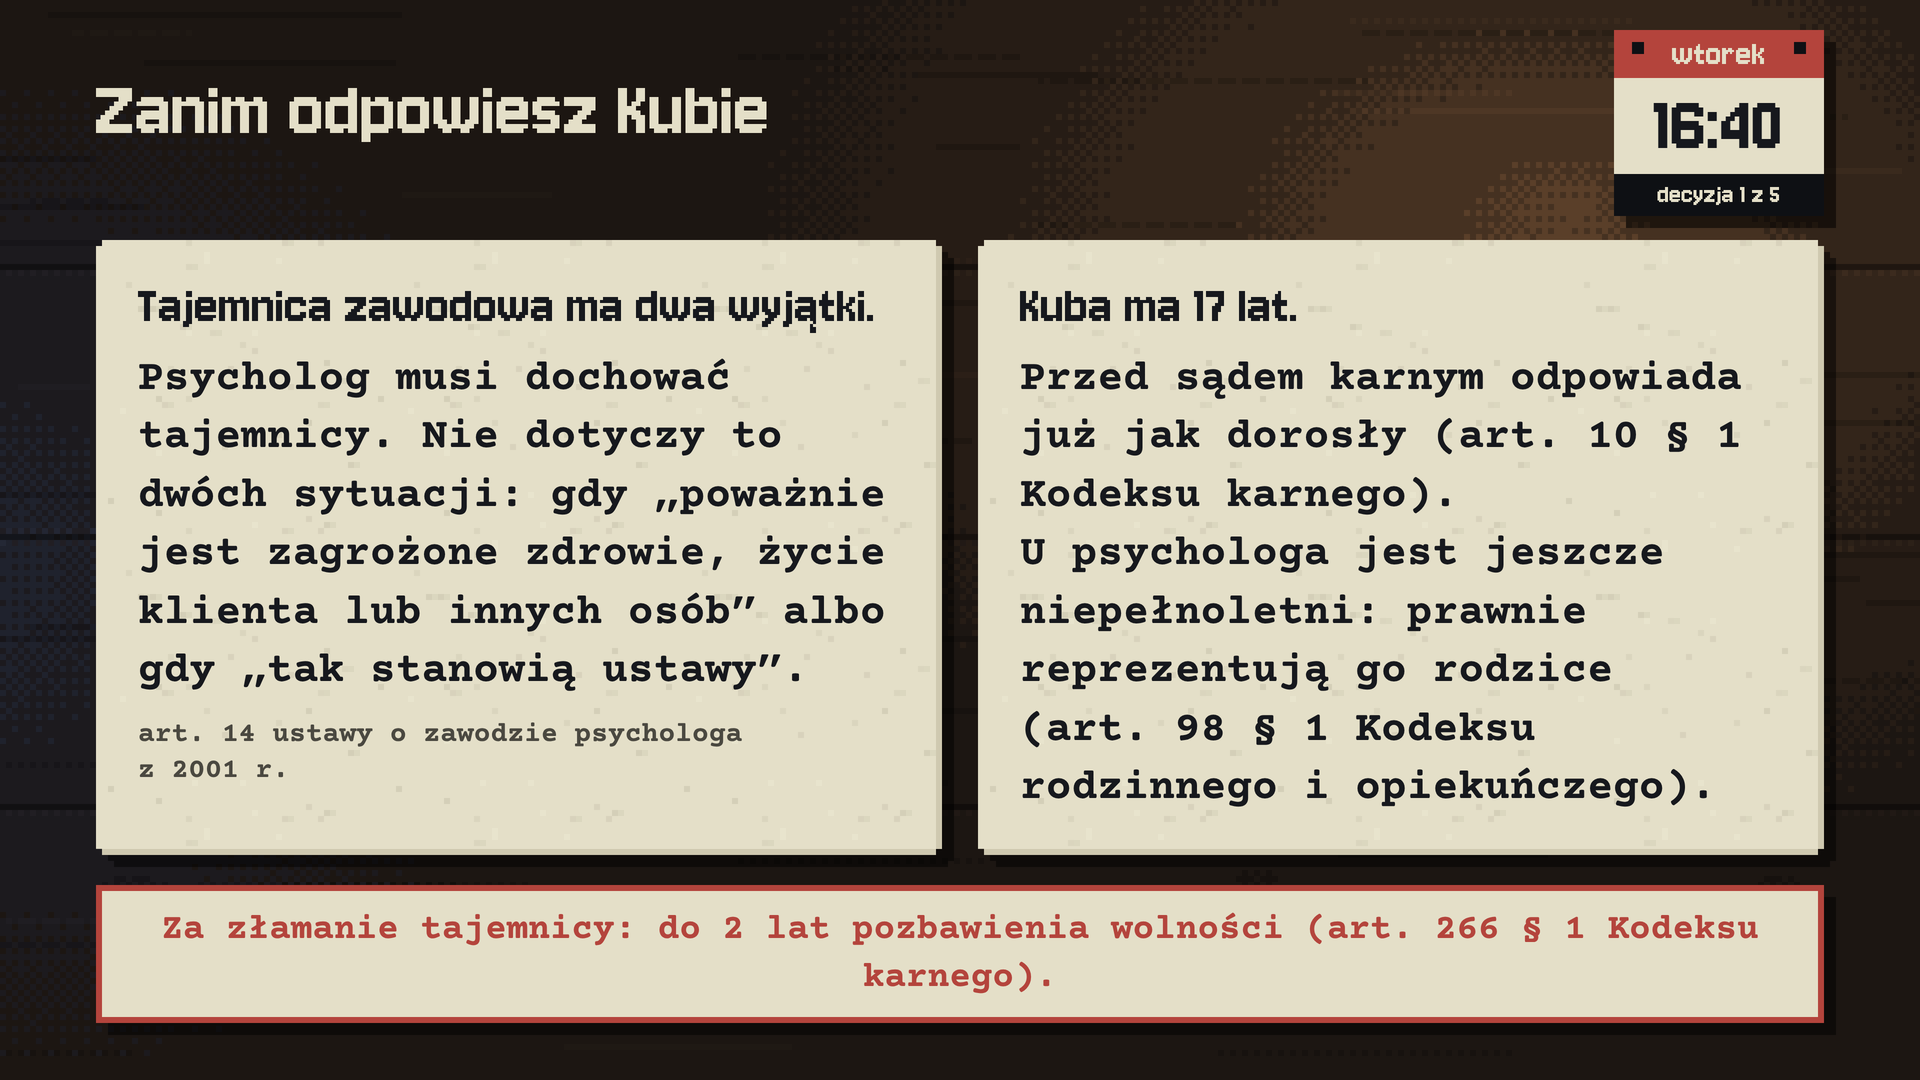 Zanim odpowiesz Kubie
wtorek
16:40
decyzja 1 z 5
Tajemnica zawodowa ma dwa wyjątki.
Psycholog musi dochować
tajemnicy. Nie dotyczy to
dwóch sytuacji: gdy „poważnie
jest zagrożone zdrowie, życie
klienta lub innych osób” albo
gdy „tak stanowią ustawy”.
art. 14 ustawy o zawodzie psychologa
z 2001 r.
Kuba ma 17 lat.
Przed sądem karnym odpowiada
już jak dorosły (art. 10 § 1
Kodeksu karnego).
U psychologa jest jeszcze
niepełnoletni: prawnie
reprezentują go rodzice
(art. 98 § 1 Kodeksu
rodzinnego i opiekuńczego).
Za złamanie tajemnicy: do 2 lat pozbawienia wolności (art. 266 § 1 Kodeksu
karnego).